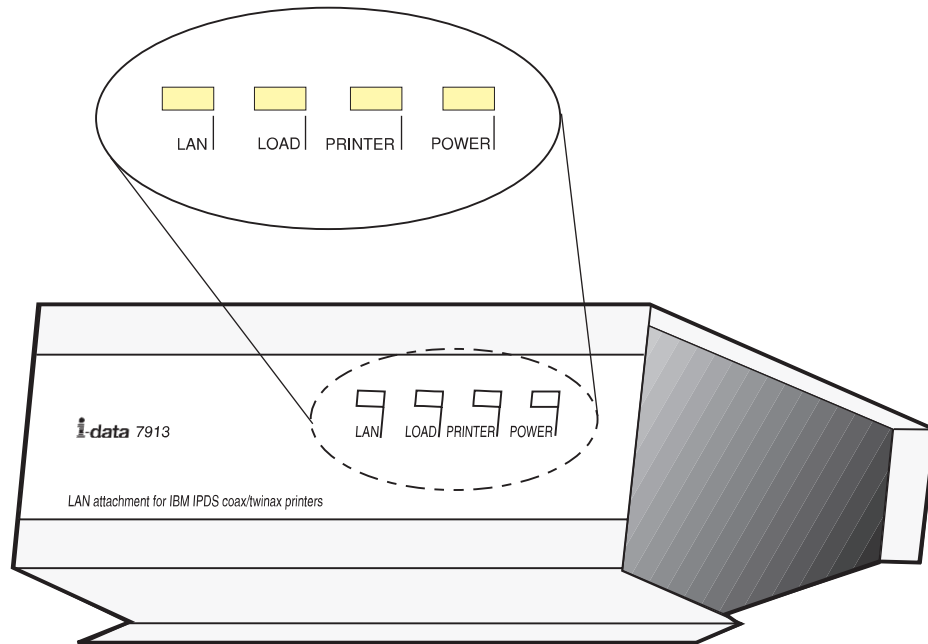 LAN LOAD PRINTER POWER
i-data 7913
LAN LOAD PRINTER POWER
LAN attachment for IBM IPDS coax/twinax printers